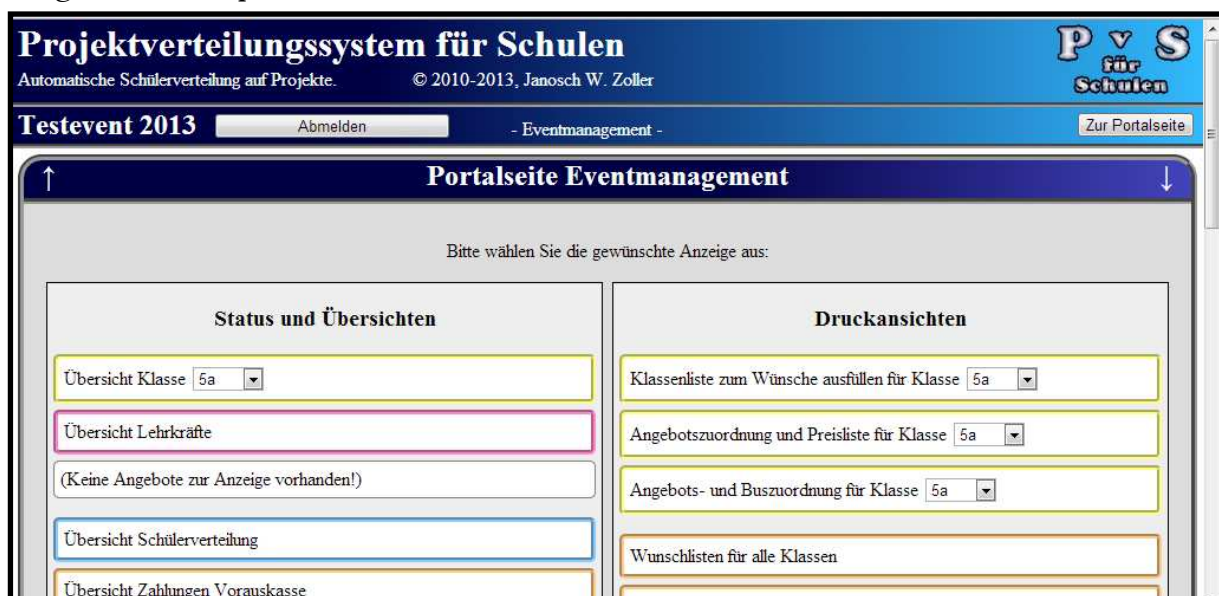 Projektverteilungssystem für Schulen
Automatische Schülerverteilung auf Projekte. © 2010-2013, Janosch W. Zoller
P v S
für
Schulen
Testevent 2013 Abmelden - Eventmanagement - Zur Portalseite
↑ Portalseite Eventmanagement ↓
Bitte wählen Sie die gewünschte Anzeige aus:
Status und Übersichten
Übersicht Klasse 5a
Übersicht Lehrkräfte
(Keine Angebote zur Anzeige vorhanden!)
Übersicht Schülerverteilung
Übersicht Zahlungen Vorauskasse
Druckansichten
Klassenliste zum Wünsche ausfüllen für Klasse 5a
Angebotszuordnung und Preisliste für Klasse 5a
Angebots- und Buszuordnung für Klasse 5a
Wunschlisten für alle Klassen